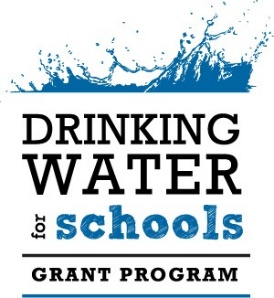 DRINKING
WATER
for schools
GRANT PROGRAM